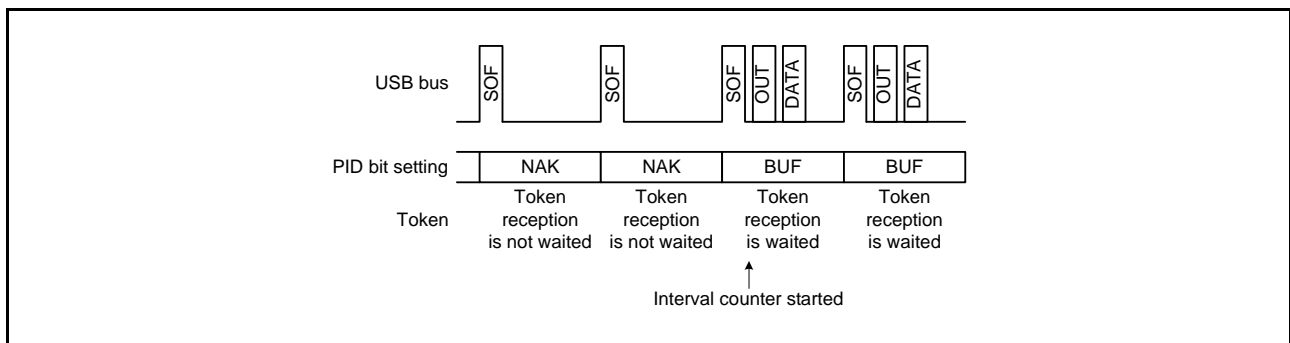 USB bus
SOF SOF SOF OUT DATA SOF OUT DATA
PID bit setting NAK NAK BUF BUF
Token
Token reception is not waited
Token reception is not waited
Token reception is waited
Token reception is waited
Interval counter started